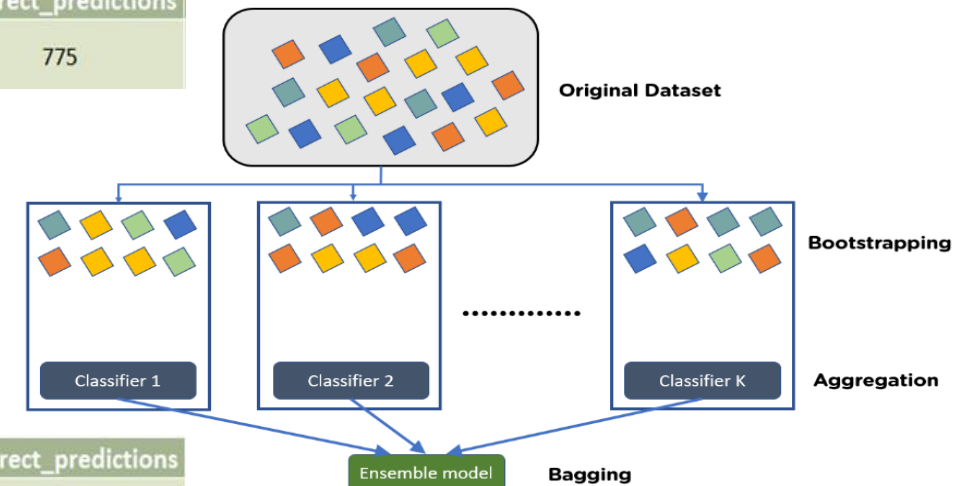 rect_predictions
775
Original Dataset
Bootstrapping
Classifier 1
Classifier 2
Classifier K
Aggregation
rect_predictions
Ensemble model
Bagging